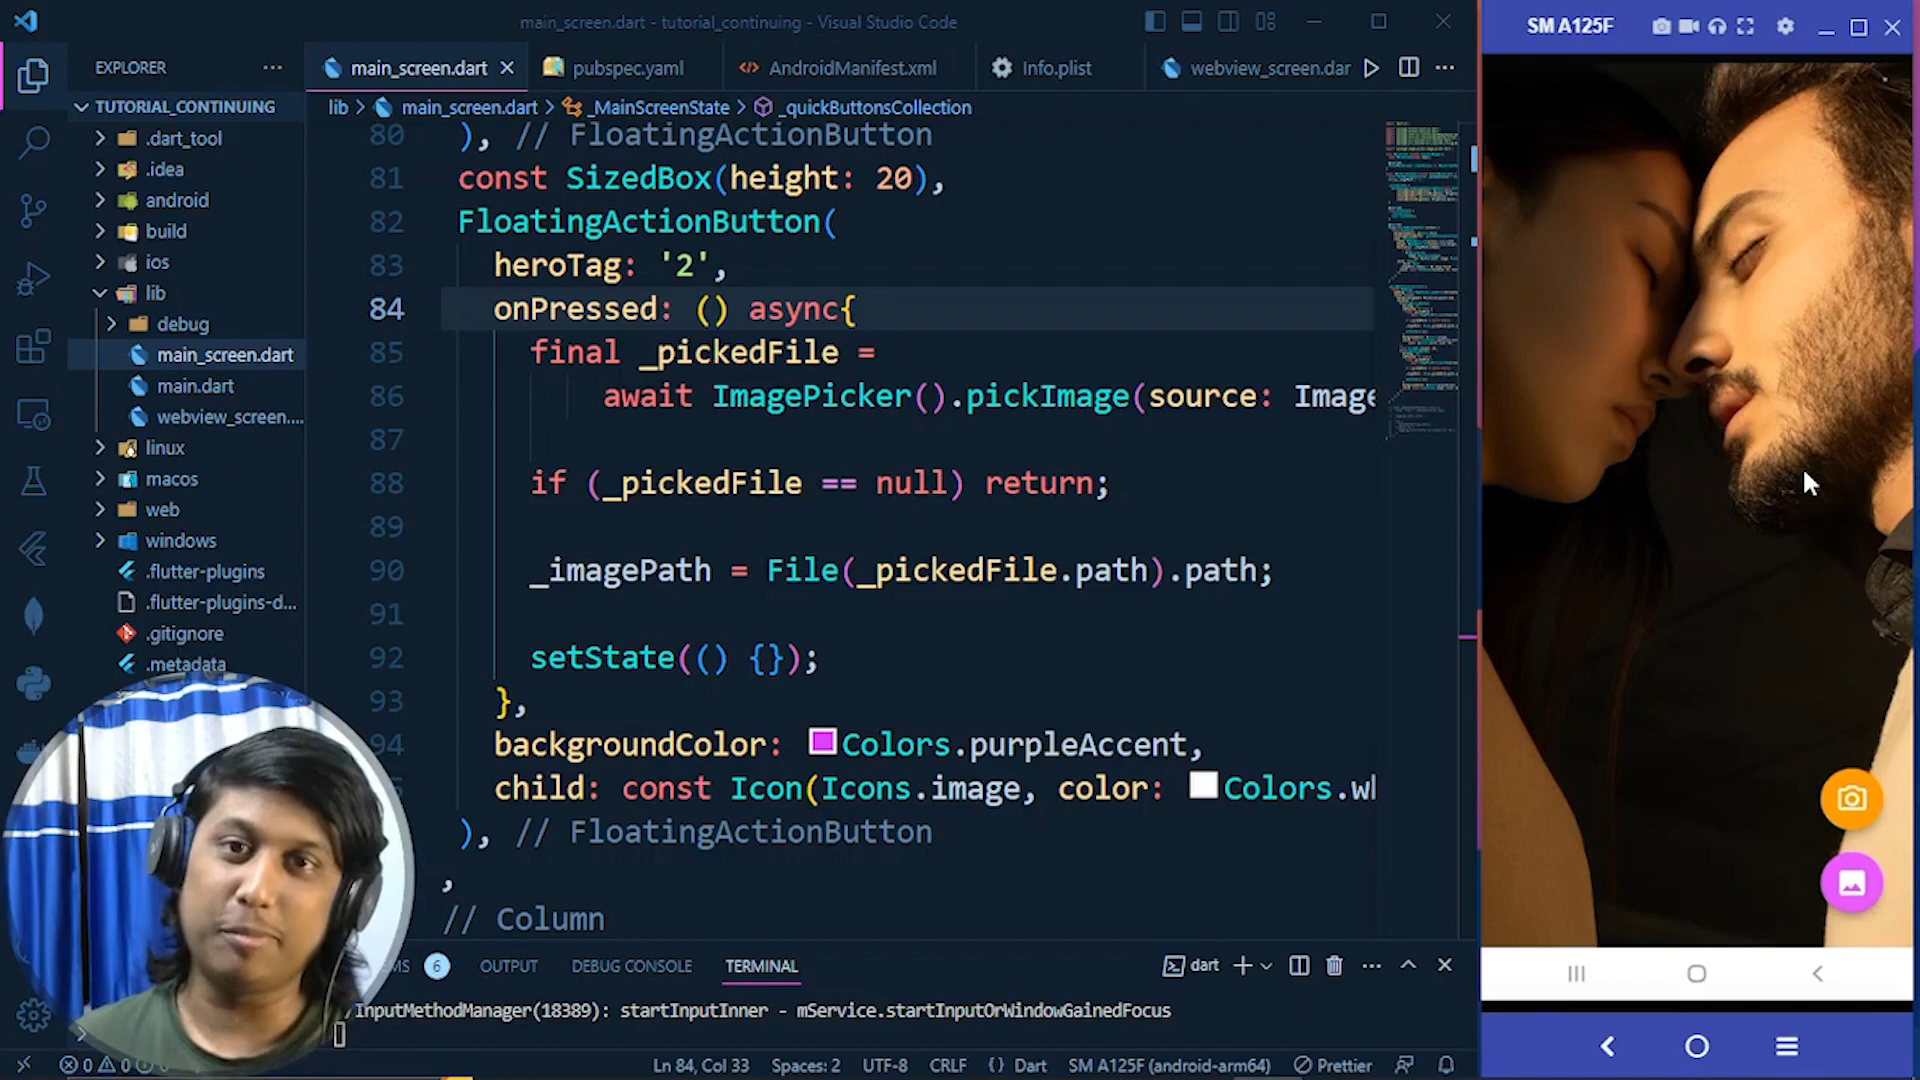 main_screen.dart - tutorial_continuing - Visual Studio Code
SM A125F
EXPLORER
main_screen.dart
pubspec.yaml
AndroidManifest.xml
Info.plist
webview_screen.dar
TUTORIAL_CONTINUING
lib > main_screen.dart > _MainScreenState > _quickButtonsCollection
.dart_tool
.idea
android
build
ios
lib
debug
main_screen.dart
main.dart
webview_screen....
linux
macos
web
windows
.flutter-plugins
.flutter-plugins-d...
.gitignore
.metadata
80 ), // FloatingActionButton
81 const SizedBox(height: 20),
82 FloatingActionButton(
83 heroTag: '2',
84 onPressed: () async{
85 final _pickedFile =
86 await ImagePicker().pickImage(source: Image
87
88 if (_pickedFile == null) return;
89
90 _imagePath = File(_pickedFile.path).path;
91
92 setState(() {});
93 },
94 backgroundColor: Colors.purpleAccent,
child: const Icon(Icons.image, color: Colors.wh
), // FloatingActionButton
,
// Column
MS 6 OUTPUT DEBUG CONSOLE TERMINAL
dart
InputMethodManager(18389): startInputInner - mService.startInputOrWindowGainedFocus
0 0
Ln 84, Col 33 Spaces: 2 UTF-8 CRLF {} Dart SM A125F (android-arm64) Prettier